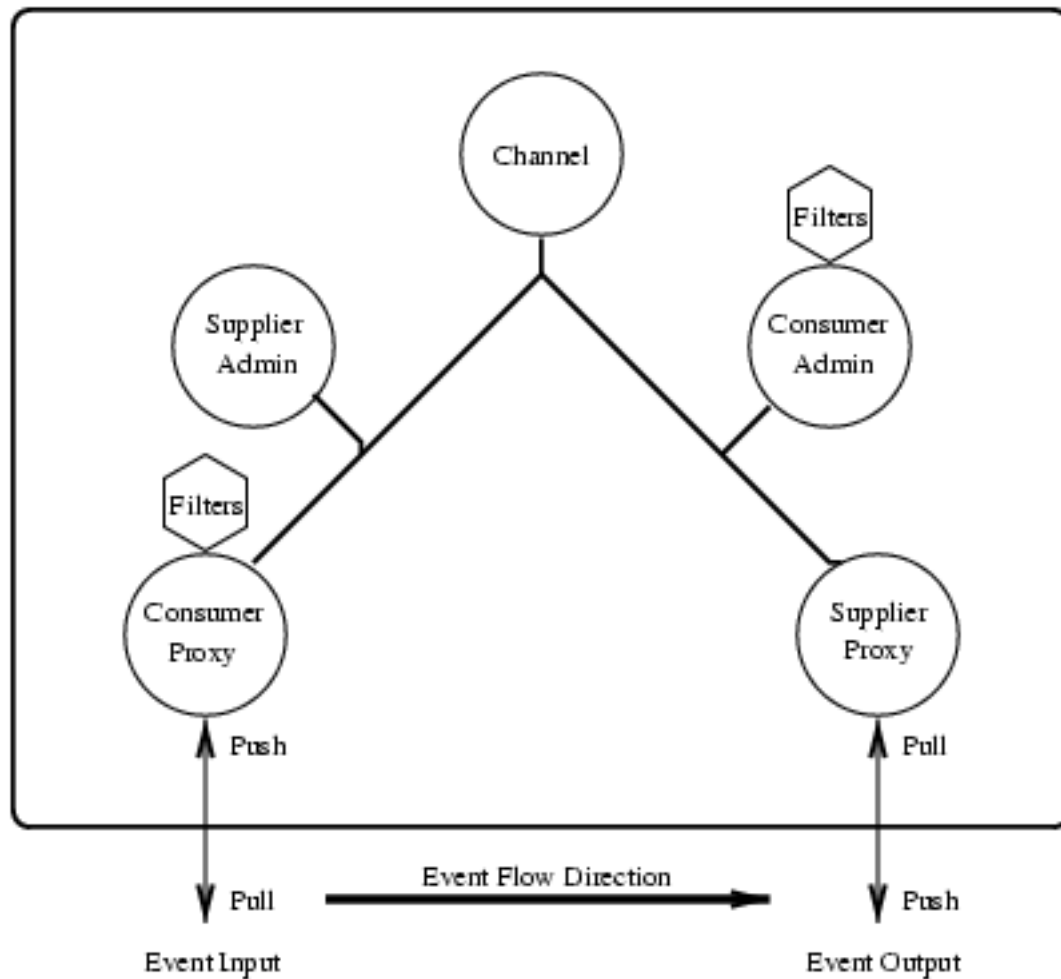 Channel
Filters
Supplier
Admin
Consumer
Admin
Filters
Consumer
Proxy
Supplier
Proxy
Push
Pull
Event Flow Direction
Pull
Push
Event Input
Event Output